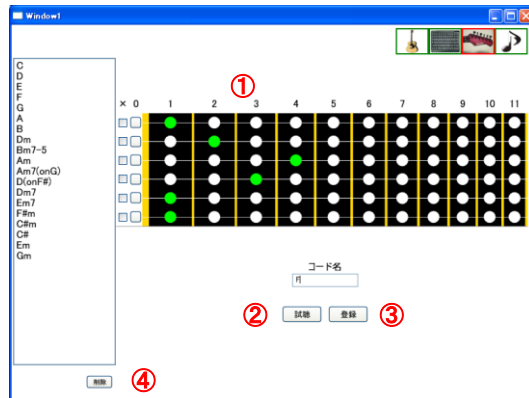 Window1
C
D
E
F
G
A
B
Dm
Bm7-5
Am
Am7(onG)
D(onF#)
Dm7
Em7
F#m
C#m
C#
Em
Gm
①
× 0 1 2 3 4 5 6 7 8 9 10 11
コード名
F
② 試聴 登録 ③
削除 ④